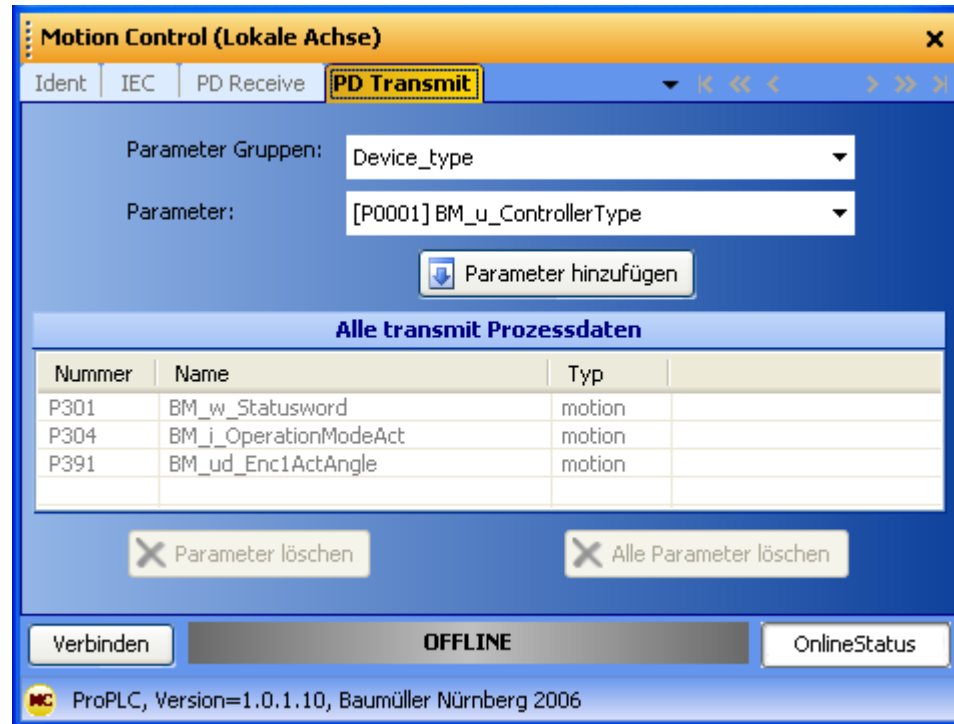 Motion Control (Lokale Achse)
Ident IEC PD Receive PD Transmit
Parameter Gruppen: Device_type
Parameter: [P0001] BM_u_ControllerType
Parameter hinzufügen
Alle transmit Prozessdaten
Nummer Name Typ
P301 BM_w_Statusword motion
P304 BM_i_OperationModeAct motion
P391 BM_ud_Enc1ActAngle motion
Parameter löschen Alle Parameter löschen
Verbinden OFFLINE OnlineStatus
MC ProPLC, Version=1.0.1.10, Baumüller Nürnberg 2006